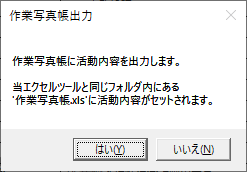 作業写真帳出力
作業写真帳に活動内容を出力します。
当エクセルツールと同じフォルダ内にある
'作業写真帳.xls'に活動内容がセットされます。
はい(Y)
いいえ(N)